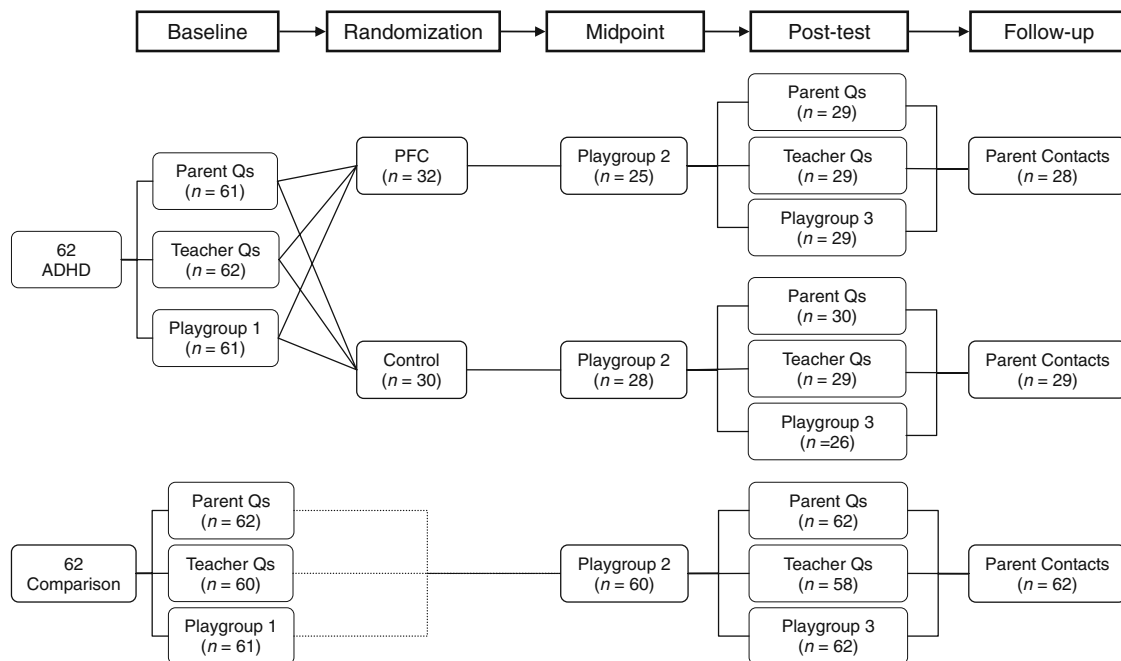 Baseline
Randomization
Midpoint
Post-test
Follow-up
62
ADHD
Parent Qs
(n = 61)
Teacher Qs
(n = 62)
Playgroup 1
(n = 61)
PFC
(n = 32)
Control
(n = 30)
Playgroup 2
(n = 25)
Parent Qs
(n = 29)
Teacher Qs
(n = 29)
Playgroup 3
(n = 29)
Parent Contacts
(n = 28)
Playgroup 2
(n = 28)
Parent Qs
(n = 30)
Teacher Qs
(n = 29)
Playgroup 3
(n =26)
Parent Contacts
(n = 29)
62
Comparison
Parent Qs
(n = 62)
Teacher Qs
(n = 60)
Playgroup 1
(n = 61)
Playgroup 2
(n = 60)
Parent Qs
(n = 62)
Teacher Qs
(n = 58)
Playgroup 3
(n = 62)
Parent Contacts
(n = 62)